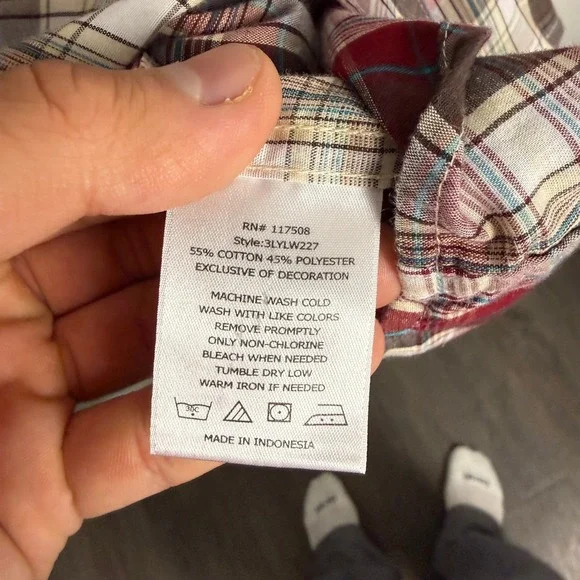 RN# 117508
Style:3LYLW227
55% COTTON 45% POLYESTER
EXCLUSIVE OF DECORATION
MACHINE WASH COLD
WASH WITH LIKE COLORS
REMOVE PROMPTLY
ONLY NON-CHLORINE
BLEACH WHEN NEEDED
TUMBLE DRY LOW
WARM IRON IF NEEDED
30C
MADE IN INDONESIA